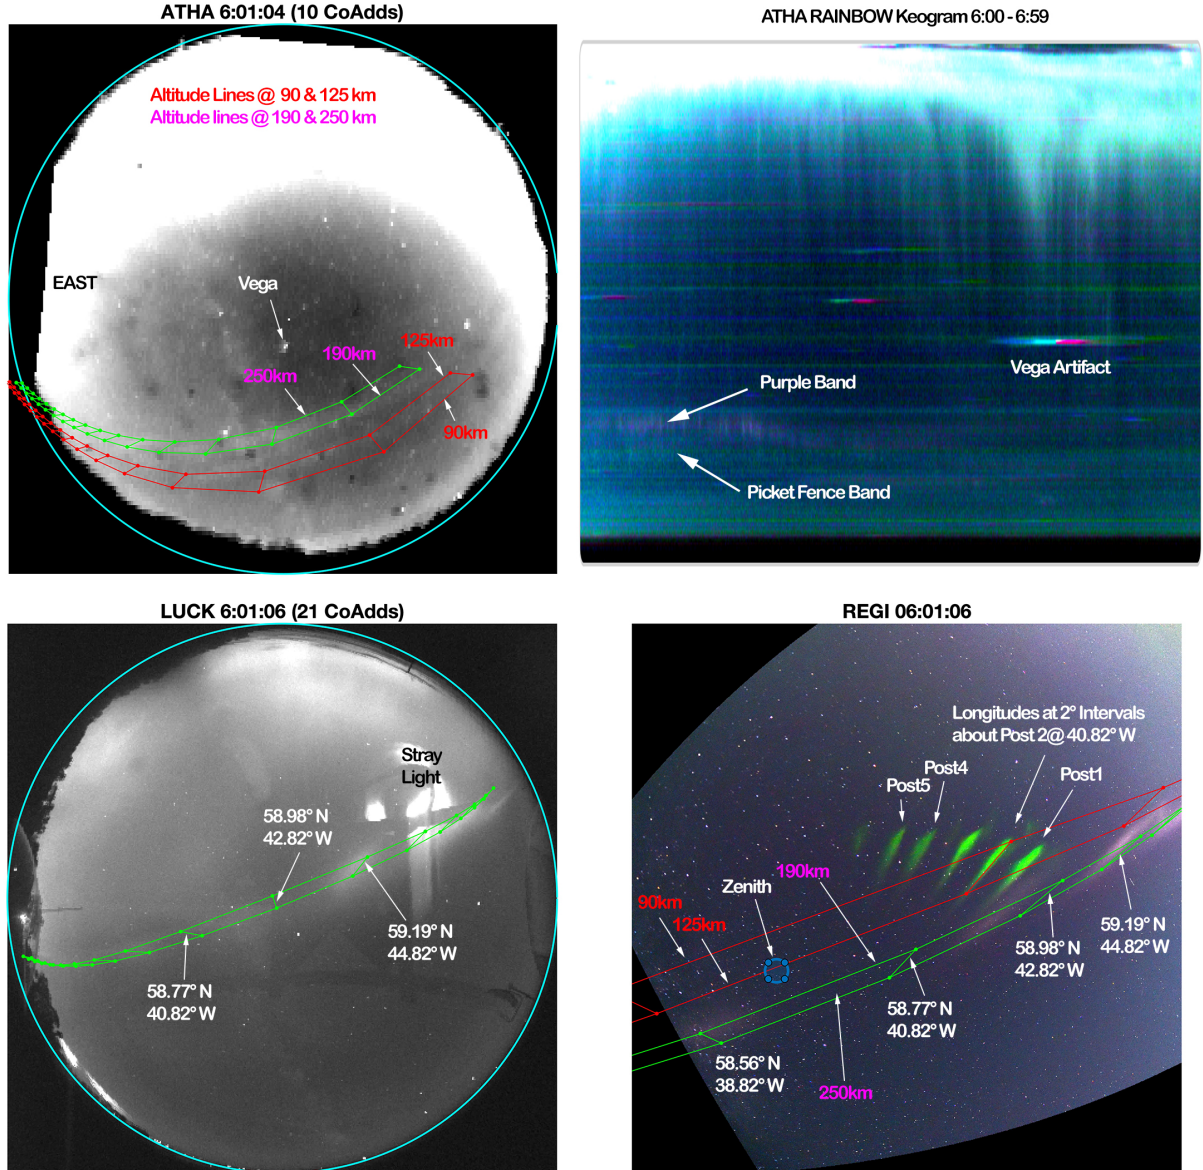 ATHA 6:01:04 (10 CoAdds)
Altitude Lines @ 90 & 125 km
Altitude lines @ 190 & 250 km
EAST
Vega
190km
125km
250km
90km
ATHA RAINBOW Keogram 6:00 - 6:59
Vega Artifact
Purple Band
Picket Fence Band
LUCK 6:01:06 (21 CoAdds)
Stray
Light
58.98° N
42.82° W
59.19° N
44.82° W
58.77° N
40.82° W
REGI 06:01:06
Longitudes at 2° Intervals
about Post 2@ 40.82° W
Post4
Post5
Post1
190km
Zenith
90km
125km
59.19° N
44.82° W
58.98° N
42.82° W
58.77° N
40.82° W
58.56° N
38.82° W
250km